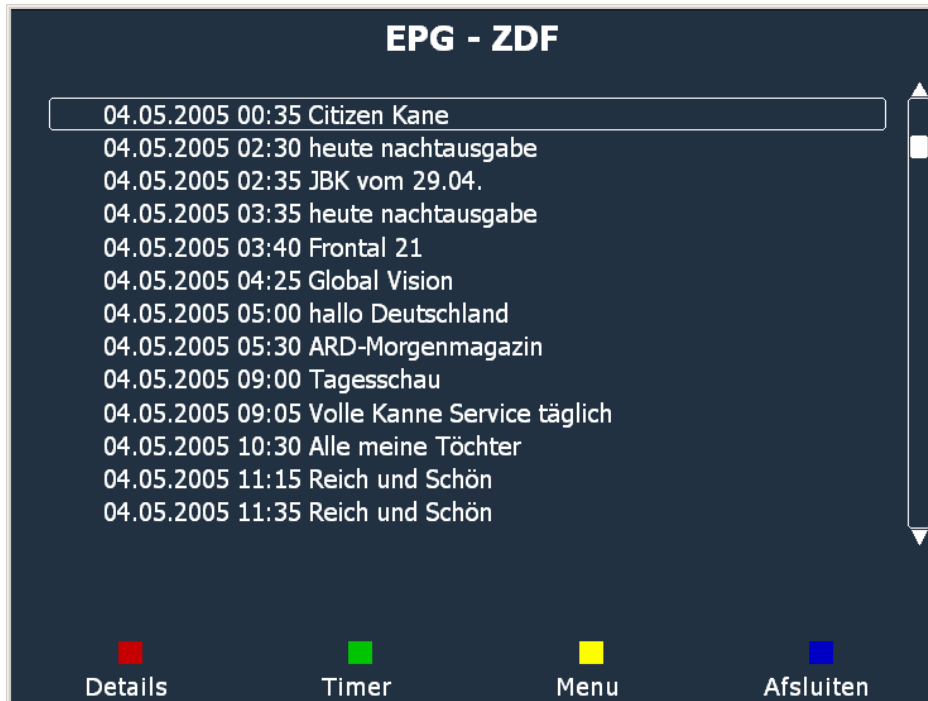 EPG - ZDF
04.05.2005 00:35 Citizen Kane
04.05.2005 02:30 heute nachtausgabe
04.05.2005 02:35 JBK vom 29.04.
04.05.2005 03:35 heute nachtausgabe
04.05.2005 03:40 Frontal 21
04.05.2005 04:25 Global Vision
04.05.2005 05:00 hallo Deutschland
04.05.2005 05:30 ARD-Morgenmagazin
04.05.2005 09:00 Tagesschau
04.05.2005 09:05 Volle Kanne Service täglich
04.05.2005 10:30 Alle meine Töchter
04.05.2005 11:15 Reich und Schön
04.05.2005 11:35 Reich und Schön
Details Timer Menu Afsluiten